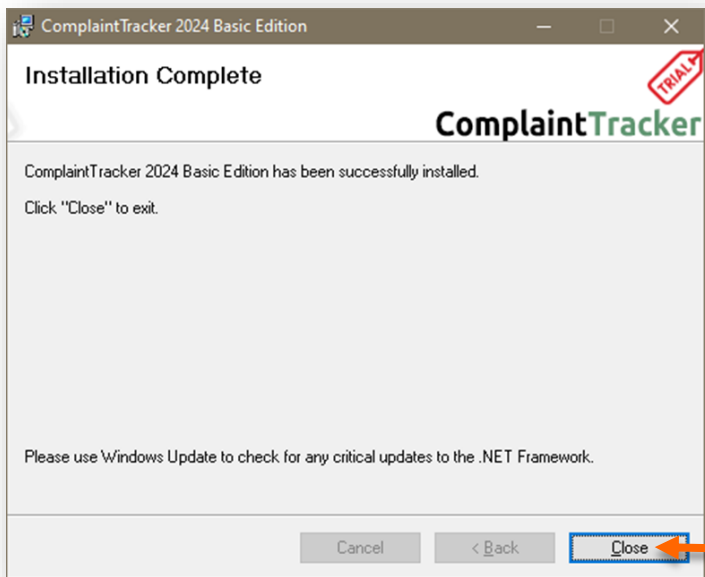 ComplaintTracker 2024 Basic Edition
Installation Complete
TRIAL
ComplaintTracker
ComplaintTracker 2024 Basic Edition has been successfully installed.
Click "Close" to exit.
Please use Windows Update to check for any critical updates to the .NET Framework.
Cancel
< Back
Close